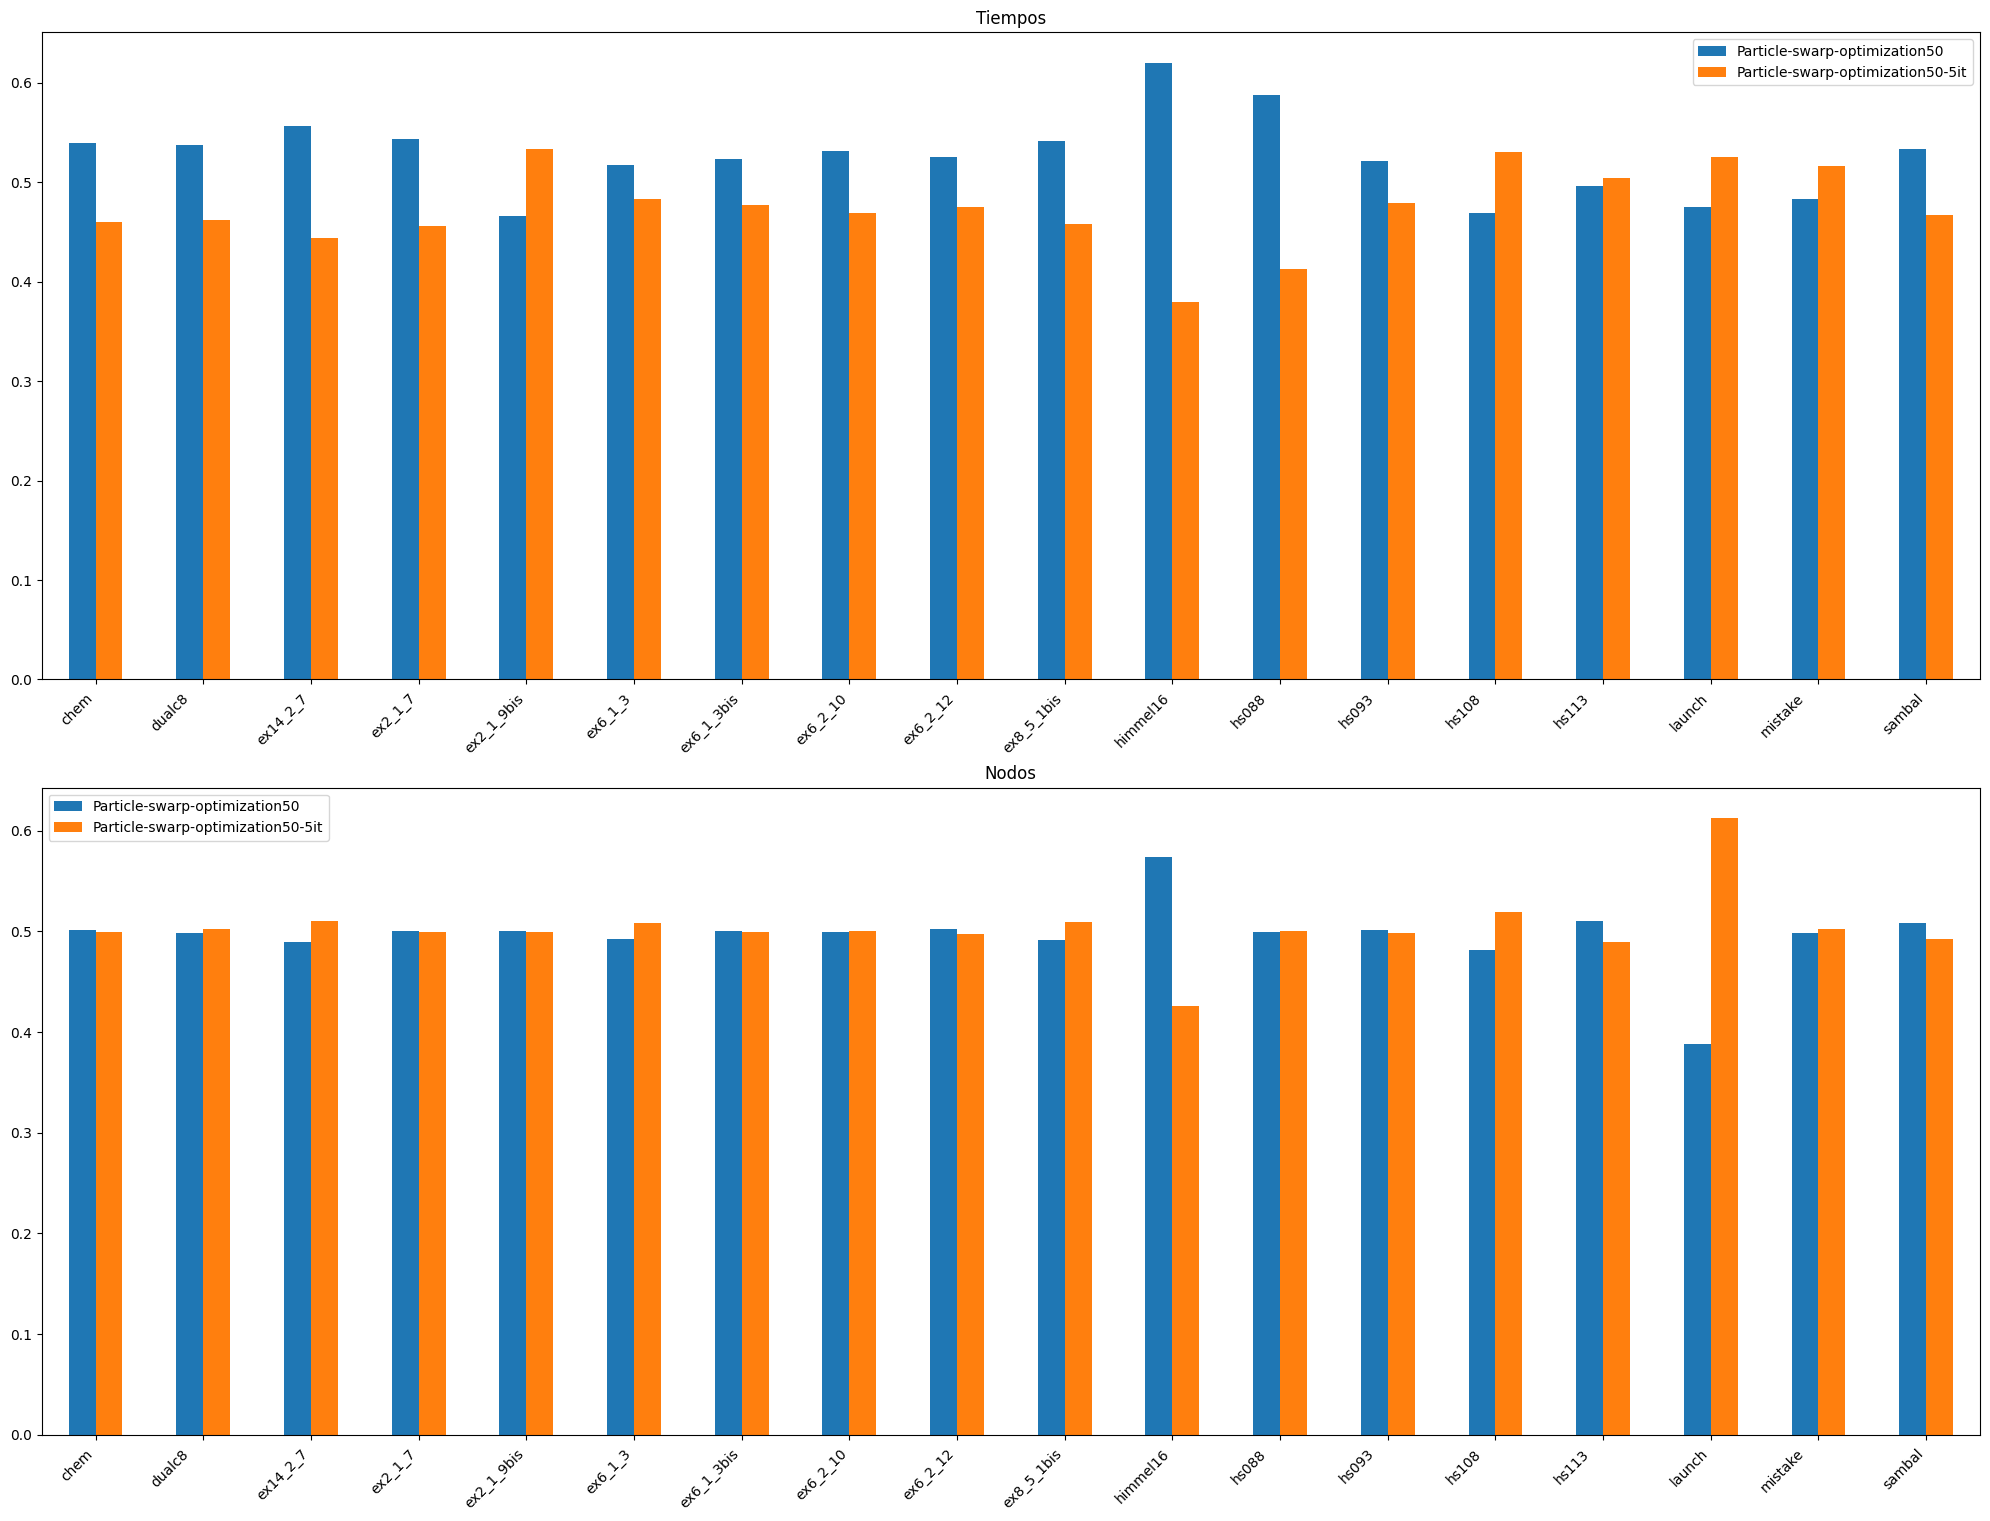 Tiempos
Particle-swarp-optimization50
Particle-swarp-optimization50-5it
0.6
0.5
0.4
0.3
0.2
0.1
0.0
chem
dualc8
ex14_2_7
ex2_1_7
ex2_1_9bis
ex6_1_3
ex6_1_3bis
ex6_2_10
ex6_2_12
ex8_5_1bis
himmel16
hs088
hs093
hs108
hs113
launch
mistake
sambal
Nodos
Particle-swarp-optimization50
Particle-swarp-optimization50-5it
0.6
0.5
0.4
0.3
0.2
0.1
0.0
chem
dualc8
ex14_2_7
ex2_1_7
ex2_1_9bis
ex6_1_3
ex6_1_3bis
ex6_2_10
ex6_2_12
ex8_5_1bis
himmel16
hs088
hs093
hs108
hs113
launch
mistake
sambal